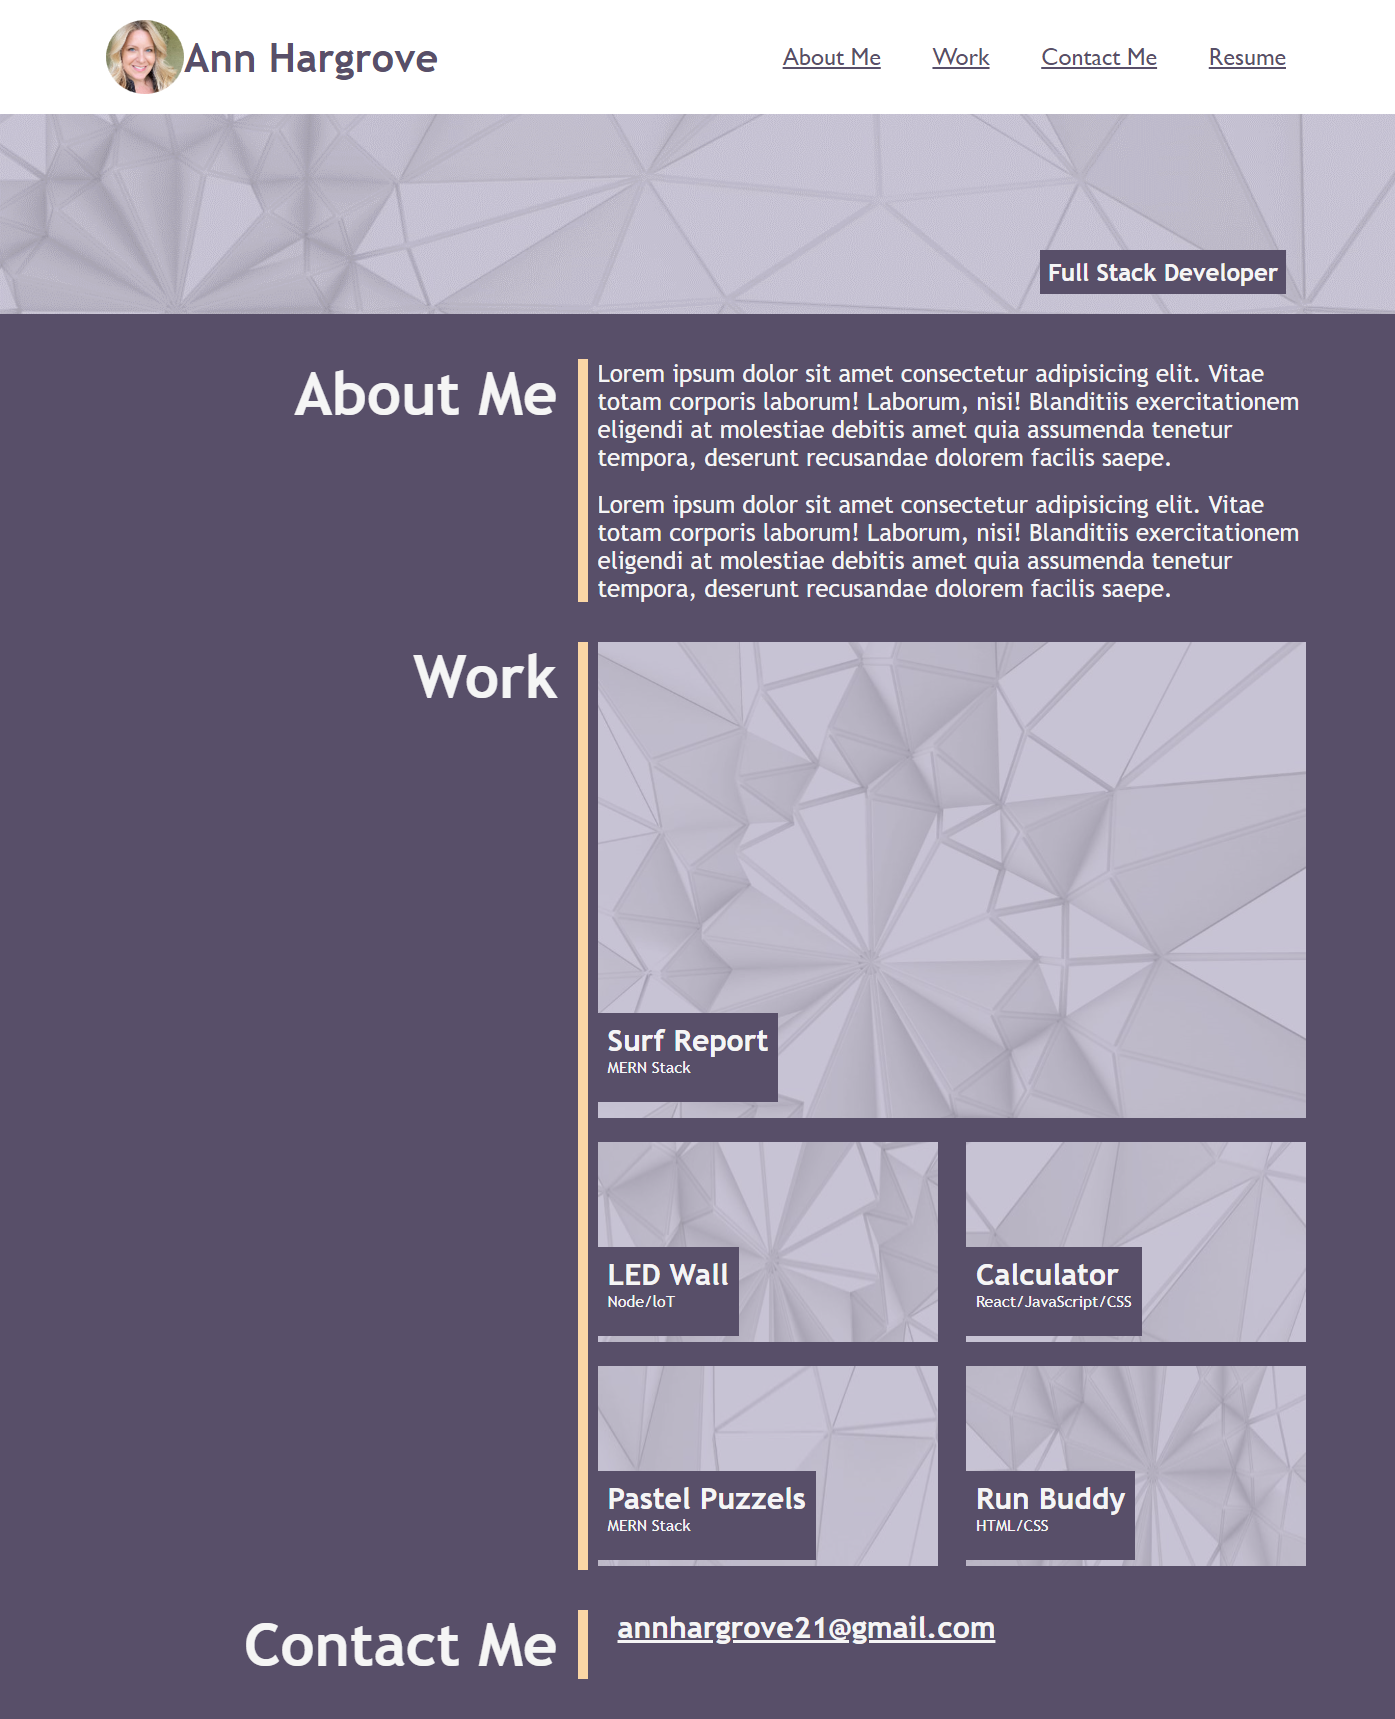 Ann Hargrove
About Me
Work
Contact Me
Resume
Full Stack Developer
About Me
Lorem ipsum dolor sit amet consectetur adipisicing elit. Vitae
totam corporis laborum! Laborum, nisi! Blanditiis exercitationem
eligendi at molestiae debitis amet quia assumenda tenetur
tempora, deserunt recusandae dolorem facilis saepe.
Lorem ipsum dolor sit amet consectetur adipisicing elit. Vitae
totam corporis laborum! Laborum, nisi! Blanditiis exercitationem
eligendi at molestiae debitis amet quia assumenda tenetur
tempora, deserunt recusandae dolorem facilis saepe.
Work
Surf Report
MERN Stack
LED Wall
Node/loT
Calculator
React/JavaScript/CSS
Pastel Puzzels
MERN Stack
Run Buddy
HTML/CSS
Contact Me
annhargrove21@gmail.com